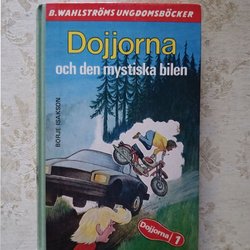 B.WAHLSTRÖMS UNGDOMSBÖCKER
Dojjorna
och den mystiska bilen
BÖRJE ISAKSON
Dojjorna/1